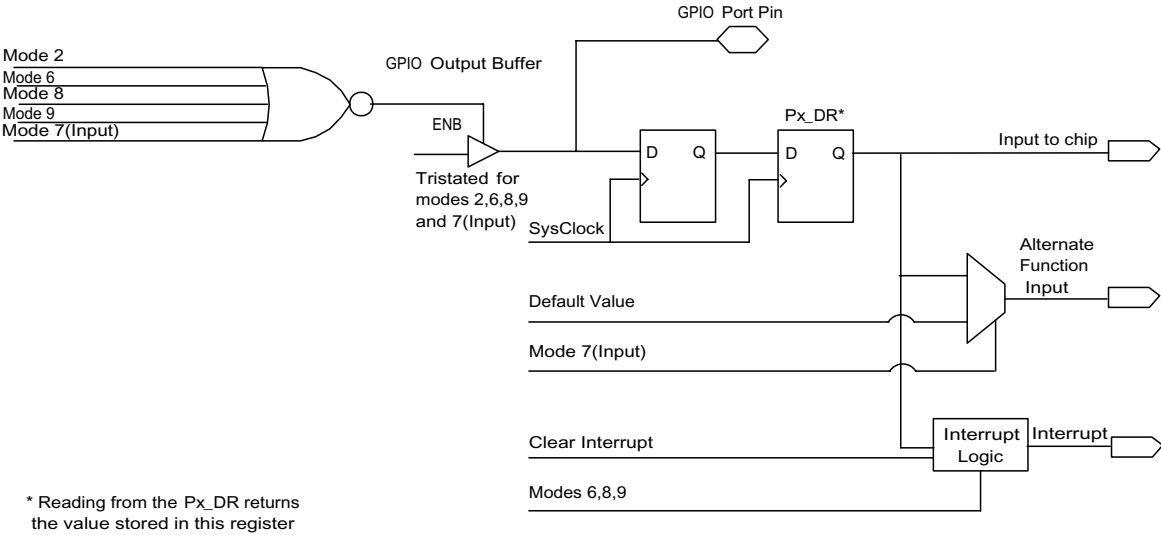 GPIO Port Pin
Mode 2
Mode 6
Mode 8
Mode 9
Mode 7(Input)
GPIO Output Buffer
ENB
Tristated for
modes 2,6,8,9
and 7(Input)
SysClock
D Q
Px_DR*
D Q
Input to chip
Alternate
Function
Input
Default Value
Mode 7(Input)
Clear Interrupt
Interrupt
Logic
Interrupt
Modes 6,8,9
* Reading from the Px_DR returns
the value stored in this register